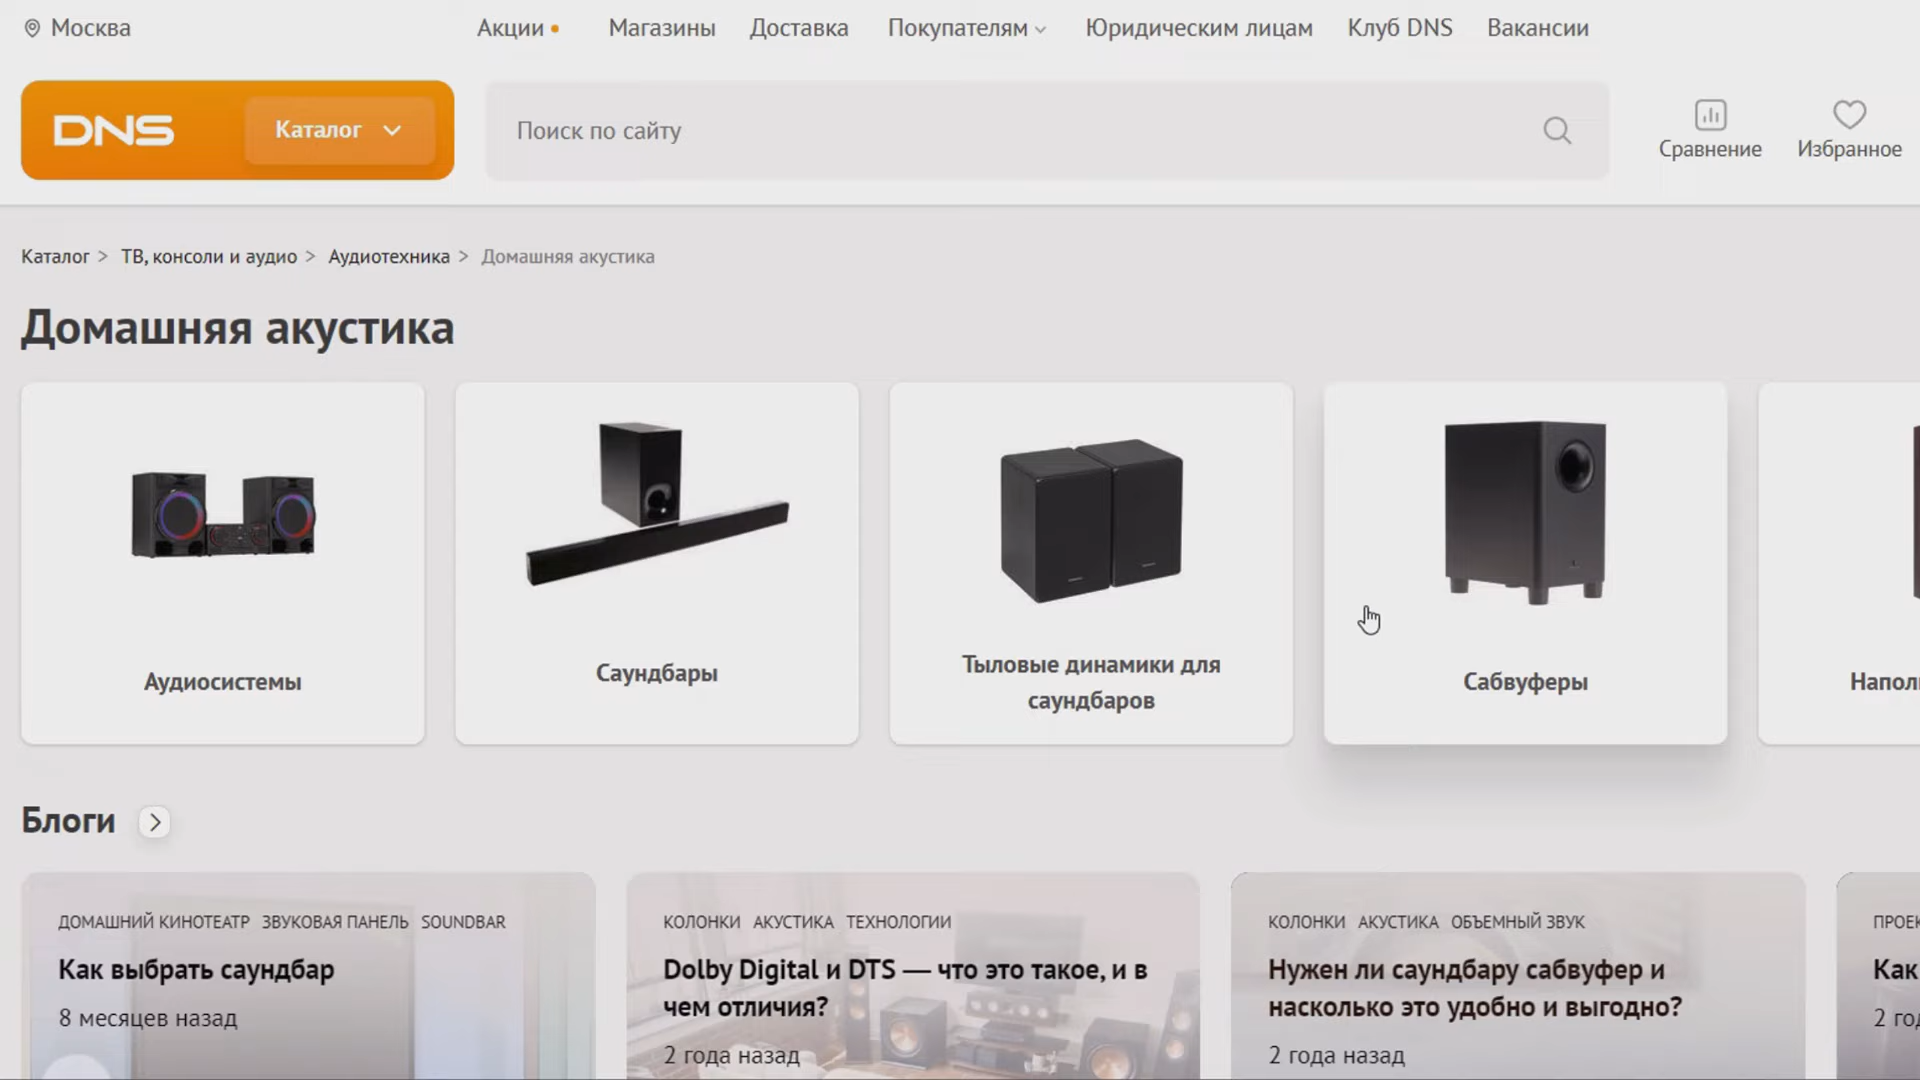 Москва
Акции
Магазины
Доставка
Покупателям
Юридическим лицам
Клуб DNS
Вакансии
DNS
Каталог
Поиск по сайту
Сравнение
Избранное
Каталог > ТВ, консоли и аудио > Аудиотехника > Домашняя акустика
Домашняя акустика
Аудиосистемы
Саундбары
Тыловые динамики для
саундбаров
Сабвуферы
Блоги
ДОМАШНИЙ КИНОТЕАТР ЗВУКОВАЯ ПАНЕЛЬ SOUNDBAR
Как выбрать саундбар
8 месяцев назад
КОЛОНКИ АКУСТИКА ТЕХНОЛОГИИ
Dolby Digital и DTS — что это такое, и в
чем отличия?
2 года назад
КОЛОНКИ АКУСТИКА ОБЪЕМНЫЙ ЗВУК
Нужен ли саундбару сабвуфер и
насколько это удобно и выгодно?
2 года назад
Как